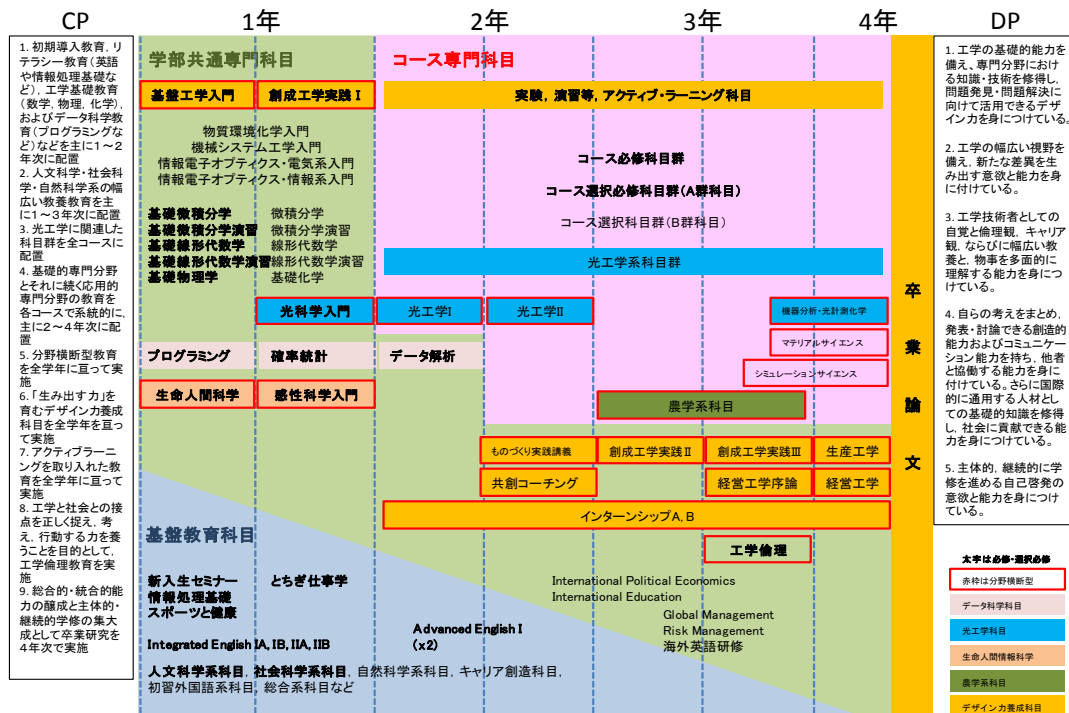 CP
1年
2年
3年
4年
DP
1. 初期導入教育, リ
テラシー教育(英語
や情報処理基礎な
ど), 工学基礎教育
(数学, 物理, 化学),
およびデータ科学教
育(プログラミングな
ど)などを主に1～2
年次に配置
2. 人文科学・社会科
学・自然科学系の幅
広い教養教育を主
に1～3年次に配置
3. 光工学に関連した
科目群を全コースに
配置
4. 基礎的専門分野
とそれに続く応用的
専門分野の教育を
各コースで系統的に,
主に2～4年次に配
置
5. 分野横断型教育
を全学年に亘って実
施
6. 「生み出す力」を
育むデザイン力養成
科目を全学年を亘っ
て実施
7. アクティブラーニ
ングを取り入れた教
育を全学年に亘って
実施
8. 工学と社会との接
点を正しく捉え, 考
え, 行動する力を養
うことを目的として,
工学倫理教育を実
施
9. 総合的・統合的能
力の醸成と主体的・
継続的学修の集大
成として卒業研究を
4年次で実施
学部共通専門科目
コース専門科目
基盤工学入門
創成工学実践Ⅰ
実験, 演習等, アクティブ・ラーニング科目
物質環境化学入門
機械システム工学入門
情報電子オプティクス・電気系入門
情報電子オプティクス・情報系入門
コース必修科目群
コース選択必修科目群(A群科目)
コース選択科目群(B群科目)
基礎微積分学 微積分学
基礎微積分学演習 微積分学演習
基礎線形代数学 線形代数学
基礎線形代数学演習 線形代数学演習
基礎物理学 基礎化学
光工学系科目群
光科学入門
光工学Ⅰ
光工学Ⅱ
機器分析・光計測化学
マテリアルサイエンス
シミュレーションサイエンス
プログラミング
確率統計
データ解析
生命人間科学
感性科学入門
農学系科目
ものづくり実践講義
創成工学実践Ⅱ
創成工学実践Ⅲ
生産工学
共創コーチング
経営工学序論
経営工学
インターンシップA, B
工学倫理
基盤教育科目
新入生セミナー とちぎ仕事学
情報処理基礎
スポーツと健康
Integrated English IA, IB, IIA, IIB
Advanced English I
(x2)
International Political Economics
International Education
Global Management
Risk Management
海外英語研修
人文科学系科目, 社会科学系科目, 自然科学系科目, キャリア創造科目,
初習外国語系科目, 総合系科目など
卒
業
論
文
1. 工学の基礎的能力を
備え、専門分野におけ
る知識・技術を修得し,
問題発見・問題解決に
向けて活用できるデザ
イン力を身につけている。
2. 工学の幅広い視野を
備え, 新たな差異を生
み出す意欲と能力を身
に付けている。
3. 工学技術者としての
自覚と倫理観, キャリア
観, ならびに幅広い教
養と, 物事を多面的に
理解する能力を身につ
けている。
4. 自らの考えをまとめ,
発表・討論できる創造的
能力およびコミュニケー
ション能力を持ち, 他者
と協働する能力を身に
付けている。さらに国際
的に通用する人材とし
ての基礎的知識を修得
し, 社会に貢献できる能
力を身につけている。
5. 主体的, 継続的に学
修を進める自己啓発の
意欲と能力を身につけ
ている。
太字は必修・選択必修
赤枠は分野横断型
データ科学科目
光工学科目
生命人間情報科学
農学系科目
デザイン力養成科目